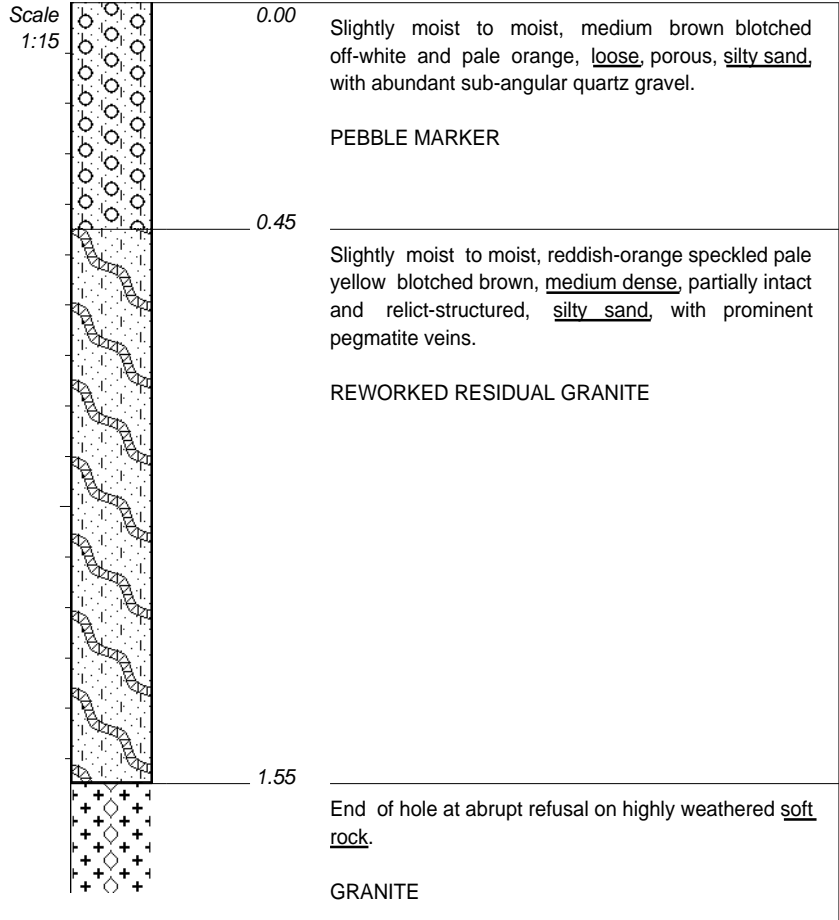 Scale
1:15
0.00
Slightly moist to moist, medium brown blotched
off-white and pale orange, loose, porous, silty sand,
with abundant sub-angular quartz gravel.
PEBBLE MARKER
0.45
Slightly moist to moist, reddish-orange speckled pale
yellow blotched brown, medium dense, partially intact
and relict-structured, silty sand, with prominent
pegmatite veins.
REWORKED RESIDUAL GRANITE
1.55
End of hole at abrupt refusal on highly weathered soft
rock.
GRANITE